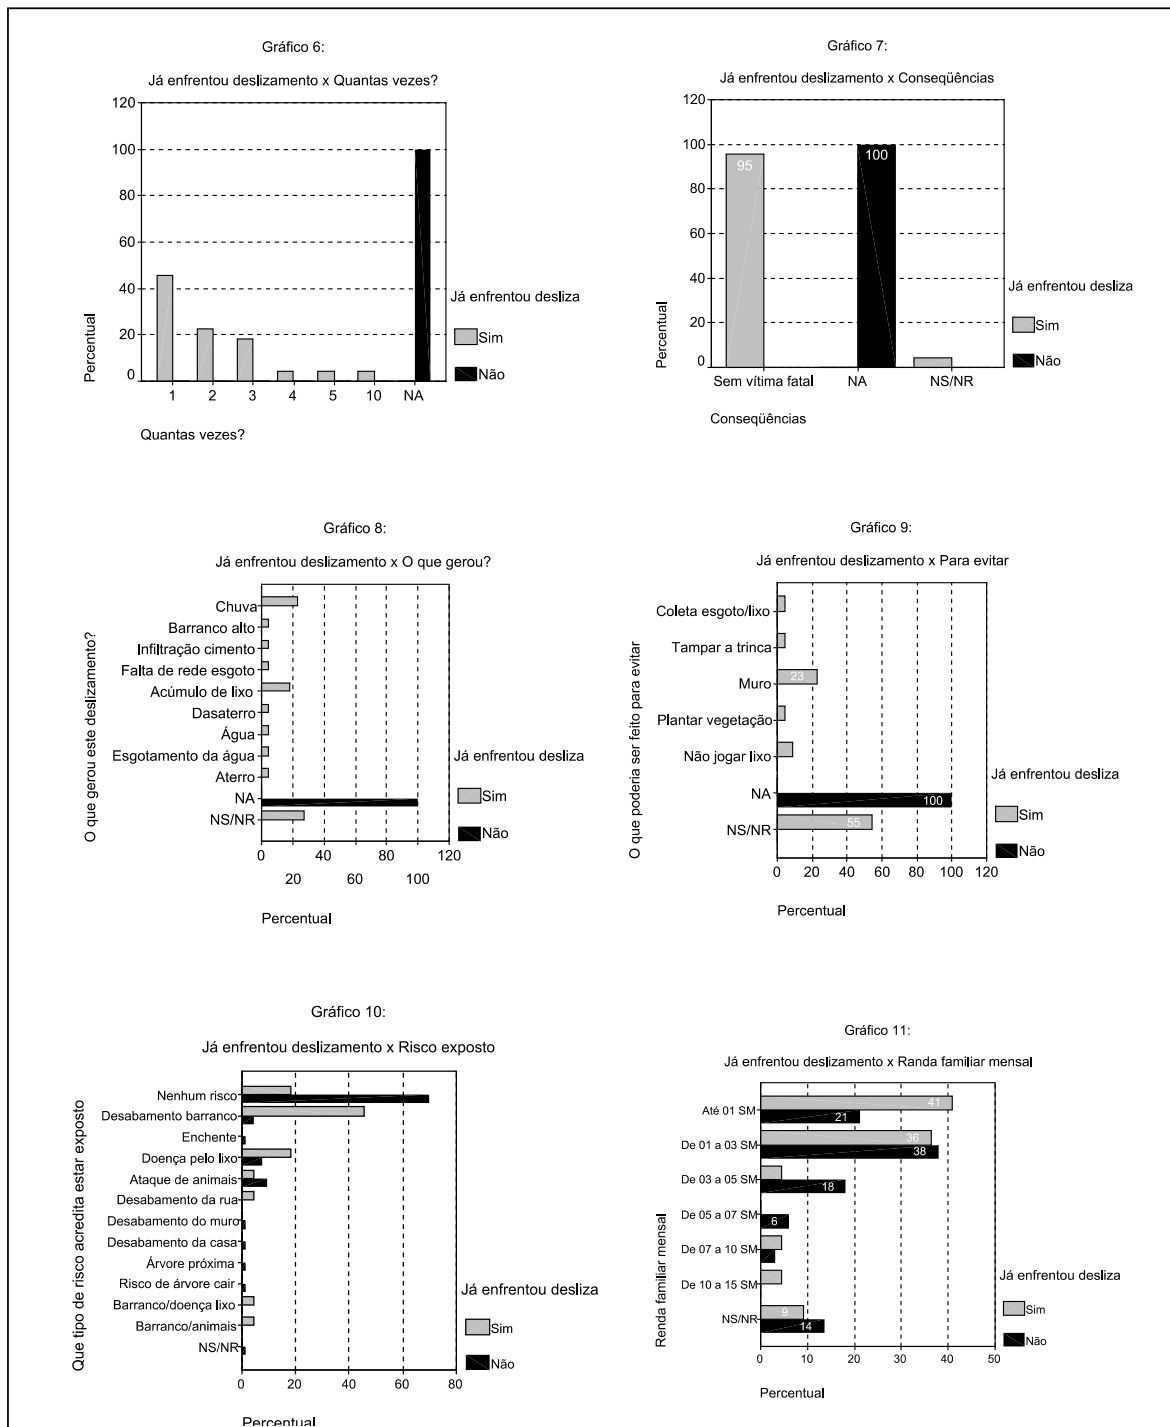 Gráfico 6:
Já enfrentou deslizamento x Quantas vezes?
120
100
80
60
40
20
0
Percentual
1 2 3 4 5 10 NA
Quantas vezes?
Já enfrentou desliza
Sim
Não
Gráfico 7:
Já enfrentou deslizamento x Conseqüências
120
100
80
60
40
20
0
Percentual
95
100
Sem vítima fatal NA NS/NR
Conseqüências
Já enfrentou desliza
Sim
Não
Gráfico 8:
Já enfrentou deslizamento x O que gerou?
O que gerou este deslizamento?
Chuva
Barranco alto
Infiltração cimento
Falta de rede esgoto
Acúmulo de lixo
Dasaterro
Água
Esgotamento da água
Aterro
NA
NS/NR
0 40 80 120
20 60 100
Percentual
Já enfrentou desliza
Sim
Não
Gráfico 9:
Já enfrentou deslizamento x Para evitar
O que poderia ser feito para evitar
Coleta esgoto/lixo
Tampar a trinca
Muro 23
Plantar vegetação
Não jogar lixo
NA 100
NS/NR 55
0 20 40 60 80 100 120
Percentual
Já enfrentou desliza
Sim
Não
Gráfico 10:
Já enfrentou deslizamento x Risco exposto
Que tipo de risco acredita estar exposto
Nenhum risco
Desabamento barranco
Enchente
Doença pelo lixo
Ataque de animais
Desabamento da rua
Desabamento do muro
Desabamento da casa
Árvore próxima
Risco de árvore cair
Barranco/doença lixo
Barranco/animais
NS/NR
0 20 40 60 80
Percentual
Já enfrentou desliza
Sim
Não
Gráfico 11:
Já enfrentou deslizamento x Randa familiar mensal
Renda familiar mensal
Até 01 SM 41
21
De 01 a 03 SM 36
38
De 03 a 05 SM 18
De 05 a 07 SM 6
De 07 a 10 SM
De 10 a 15 SM
NS/NR 9
14
0 10 20 30 40 50
Percentual
Já enfrentou desliza
Sim
Não